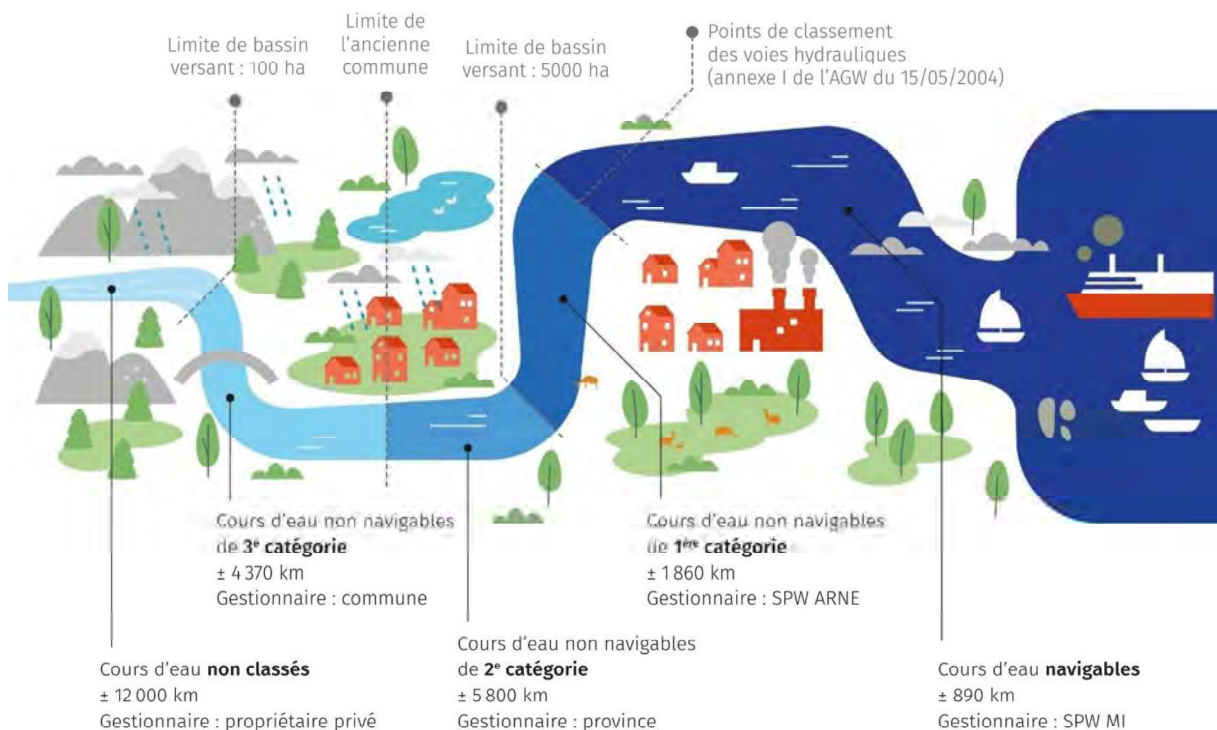 Limite de bassin
versant : 100 ha
Limite de
l'ancienne
commune
Limite de bassin
versant : 5000 ha
Points de classement
des voies hydrauliques
(annexe I de l'AGW du 15/05/2004)
Cours d'eau non navigables
de 3e catégorie
± 4 370 km
Gestionnaire : commune
Cours d'eau non navigables
de 1ère catégorie
± 1 860 km
Gestionnaire : SPW ARNE
Cours d'eau non classés
± 12 000 km
Gestionnaire : propriétaire privé
Cours d'eau non navigables
de 2e catégorie
± 5 800 km
Gestionnaire : province
Cours d'eau navigables
± 890 km
Gestionnaire : SPW MI